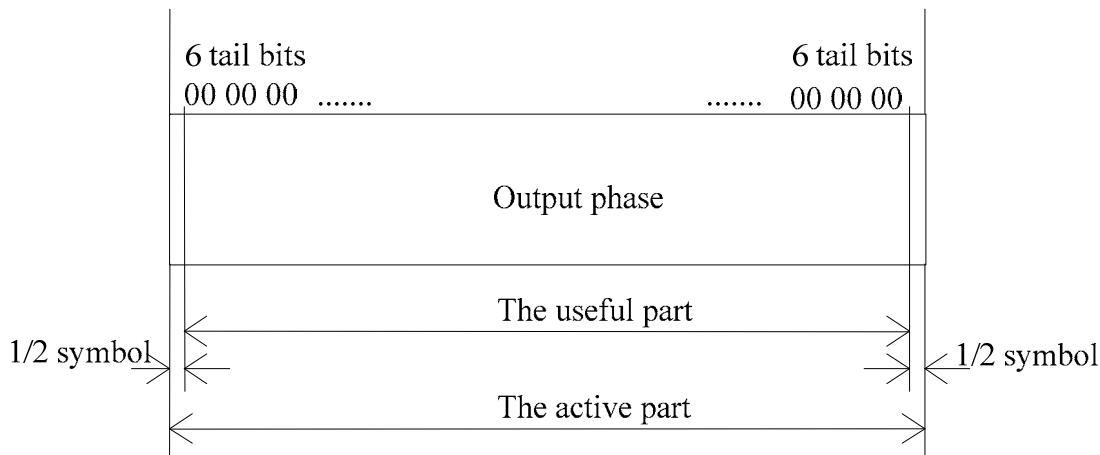 6 tail bits 6 tail bits
00 00 00 ....... ....... 00 00 00
Output phase
The useful part
1/2 symbol 1/2 symbol
The active part